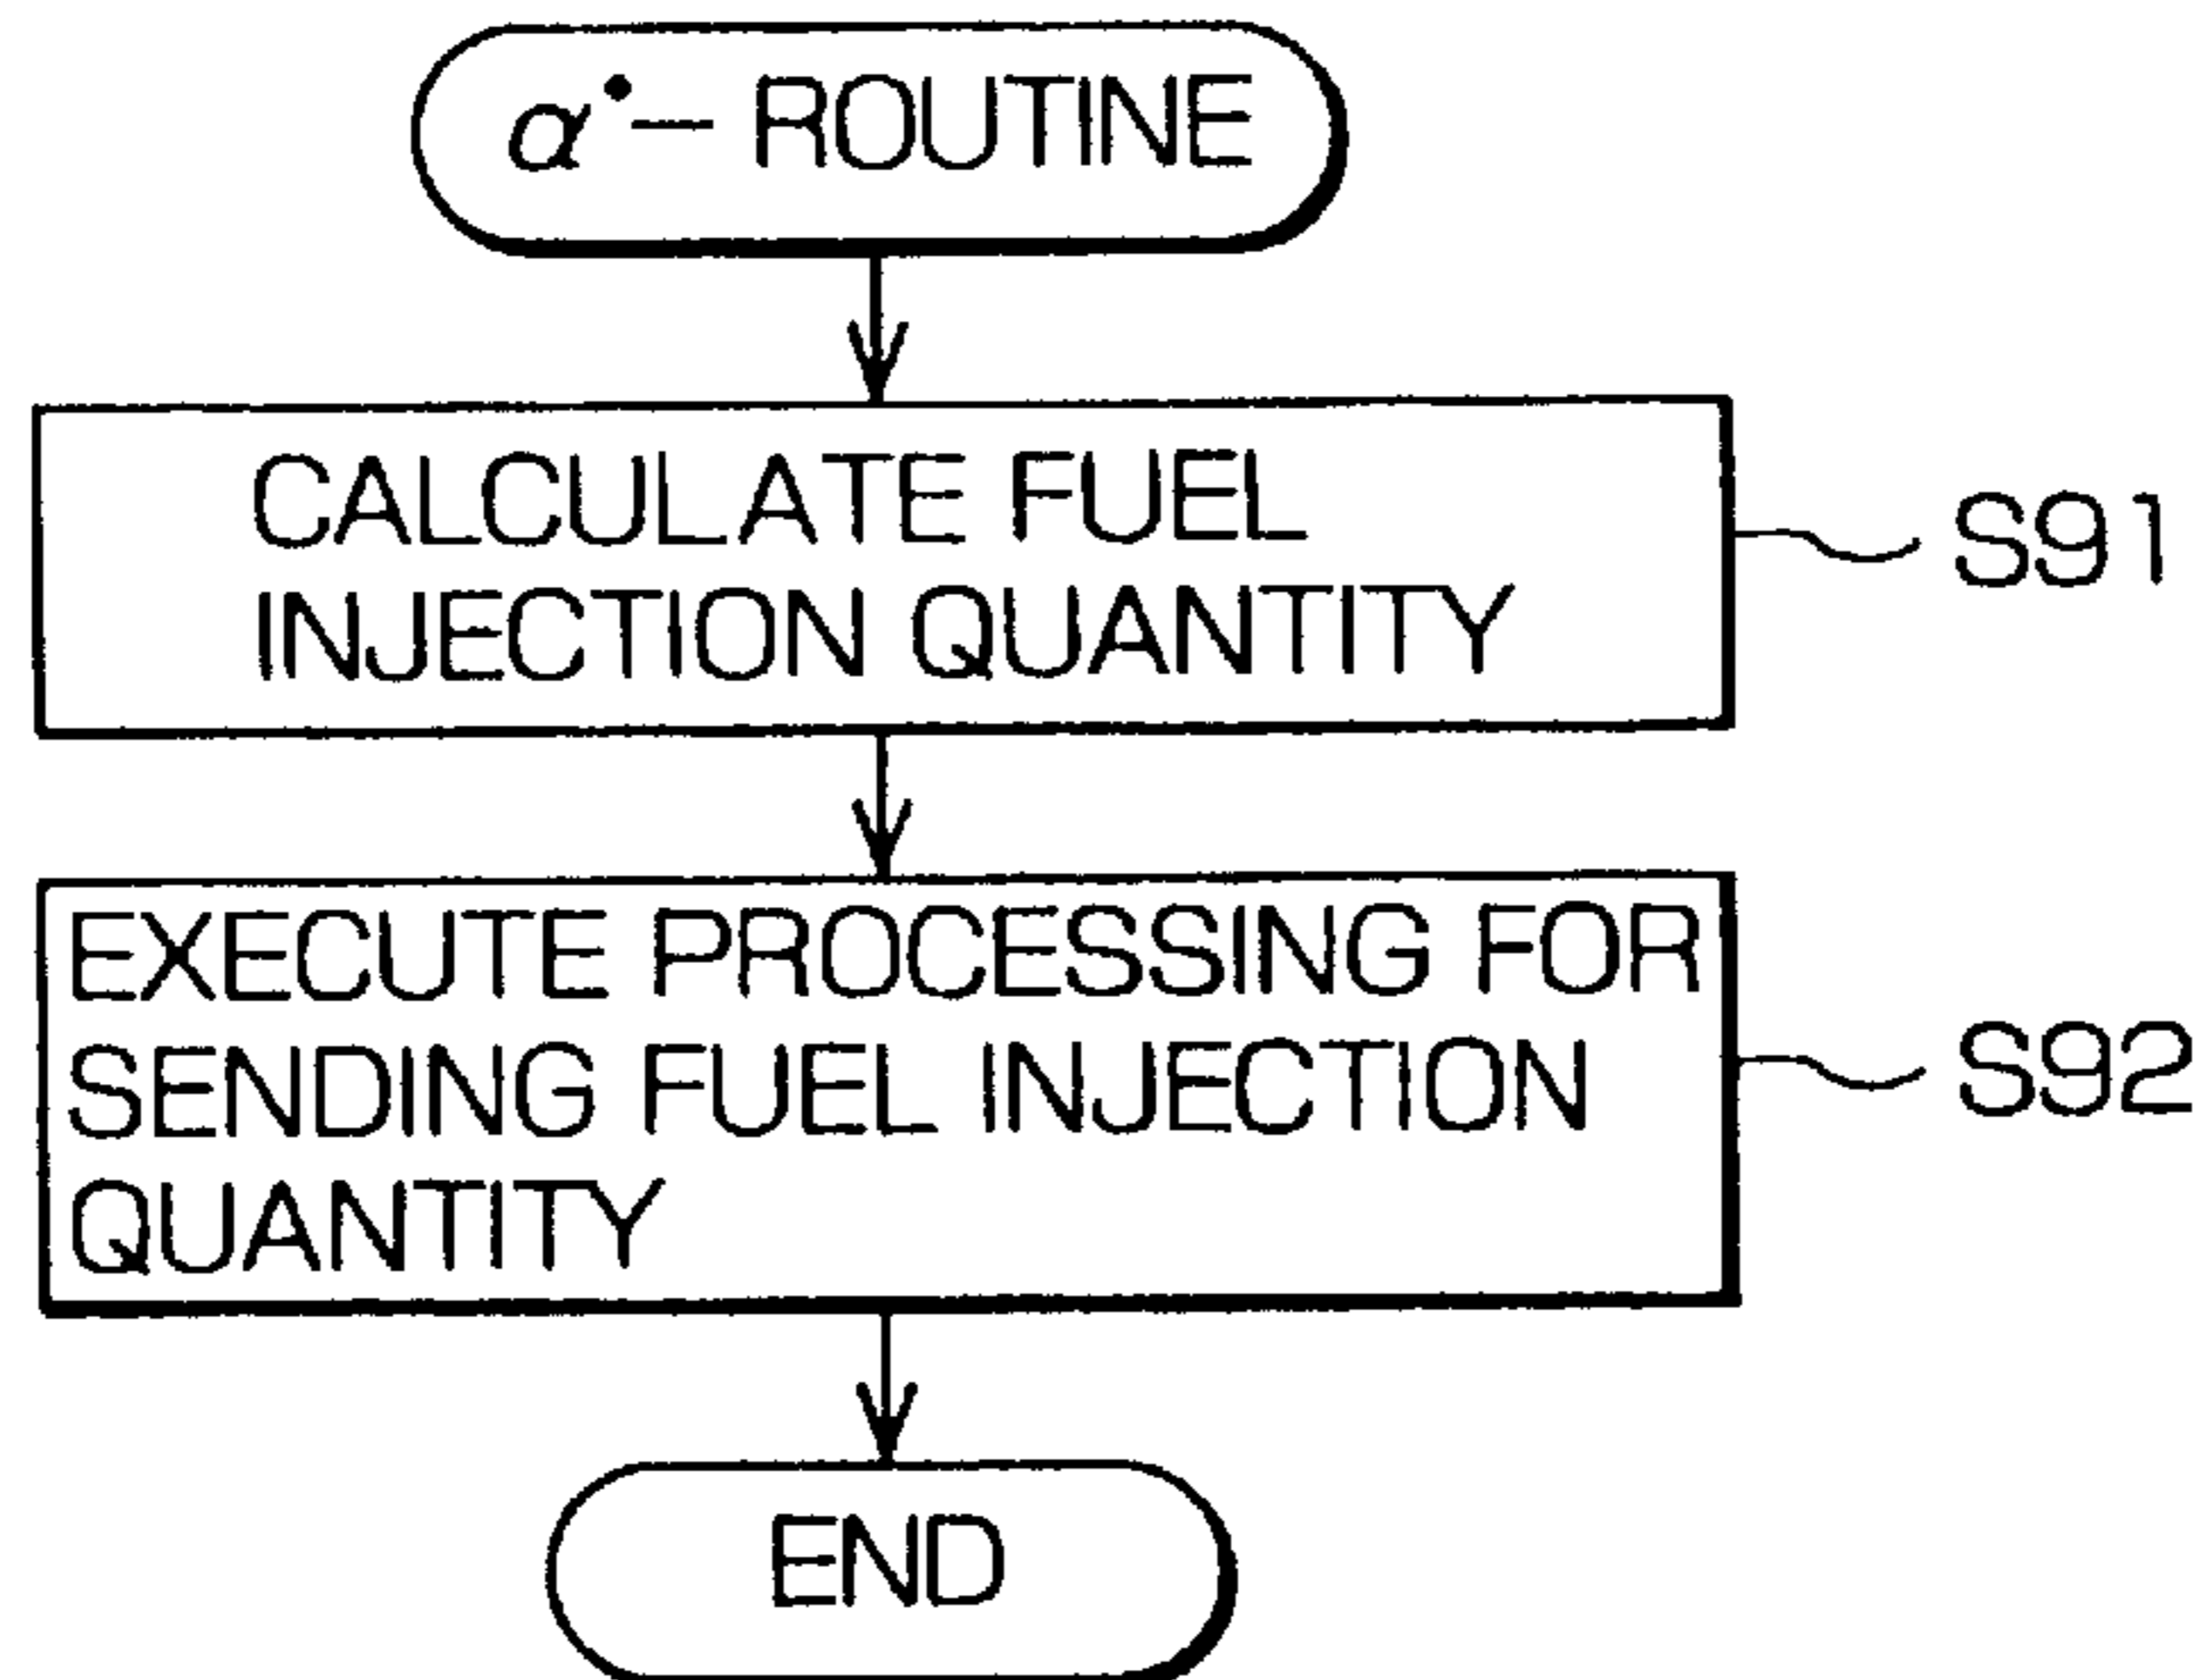 α•— ROUTINE
CALCULATE FUEL
INJECTION QUANTITY
S91
EXECUTE PROCESSING FOR
SENDING FUEL INJECTION
QUANTITY
S92
END